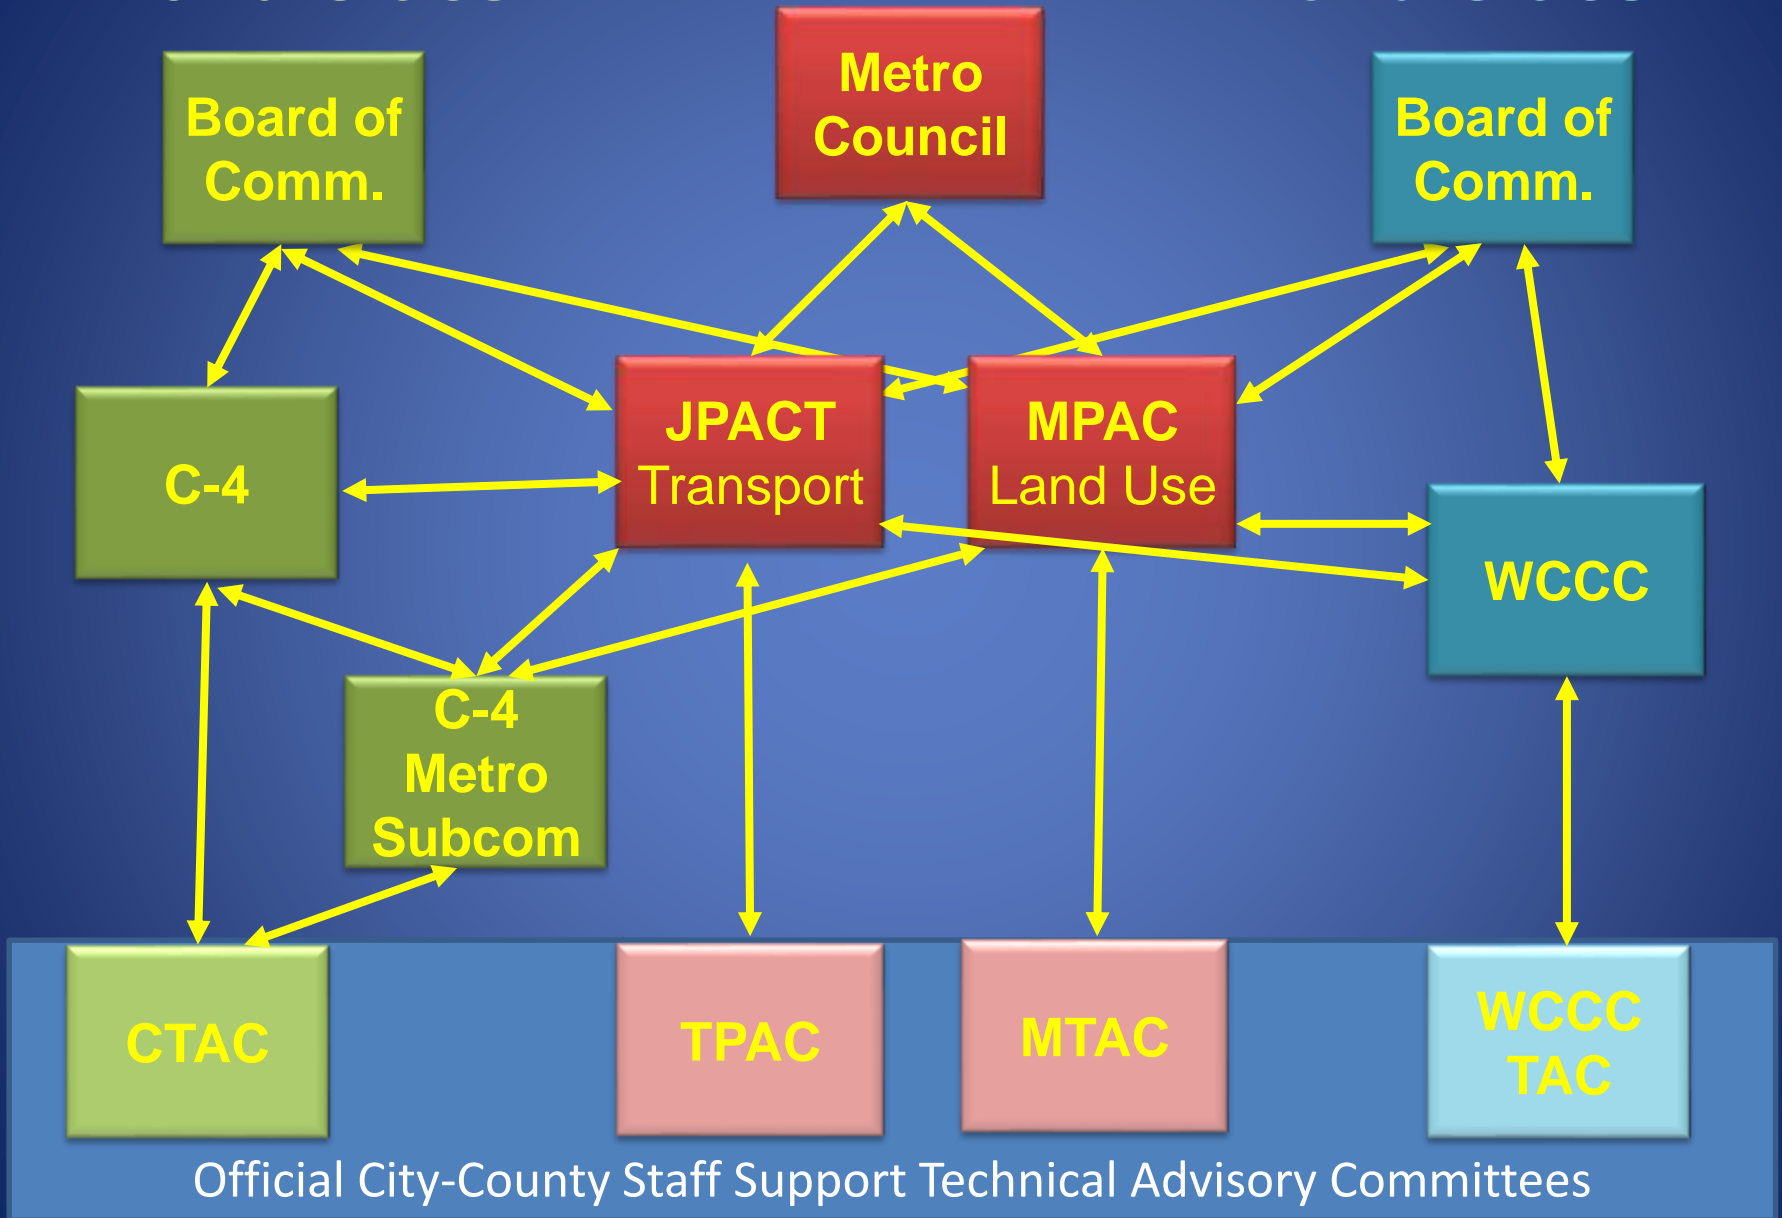 Metro
Council
Board of
Comm.
Board of
Comm.
JPACT
Transport
MPAC
Land Use
C-4
WCCC
C-4
Metro
Subcom
CTAC
TPAC
MTAC
WCCC
TAC
Official City-County Staff Support Technical Advisory Committees